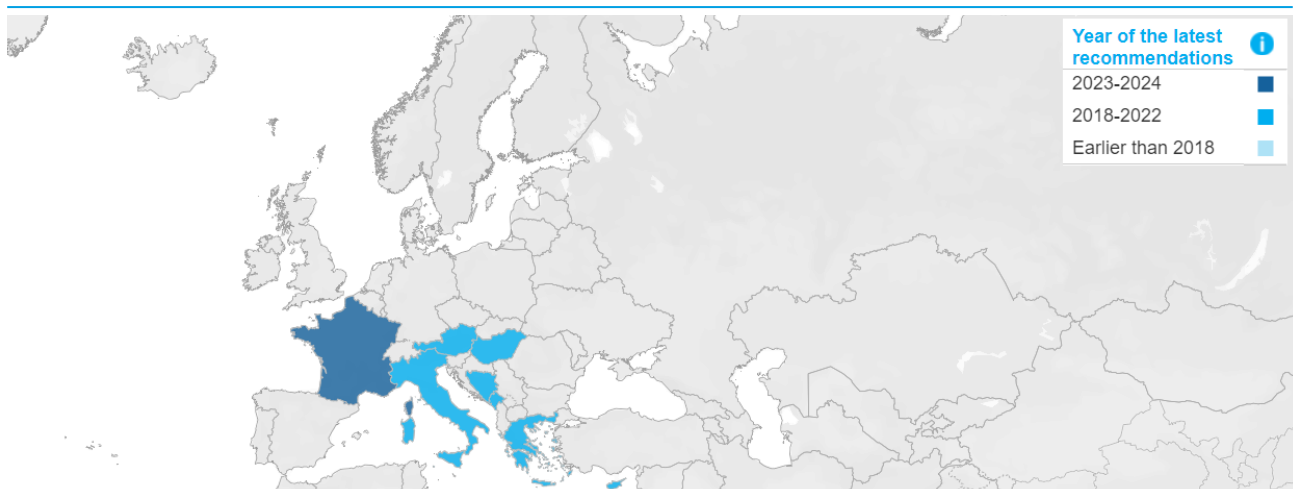 Year of the latest
recommendations
i
2023-2024
2018-2022
Earlier than 2018